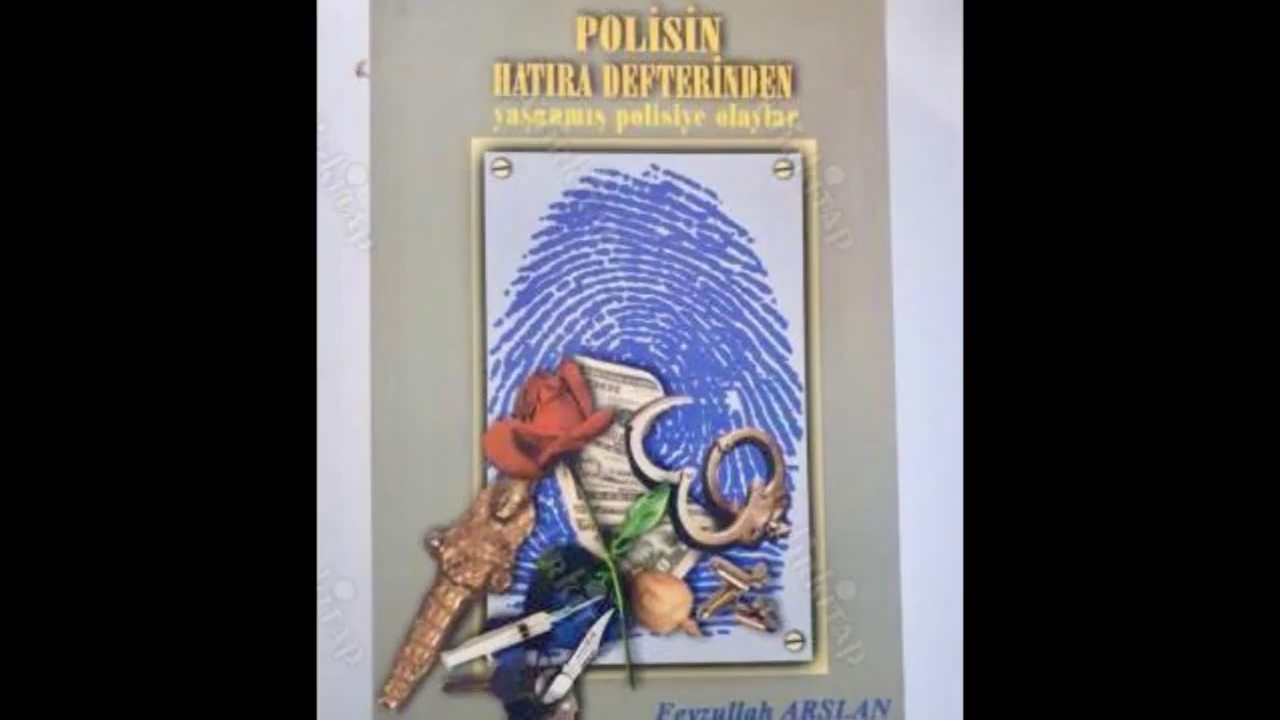 POLİSİN
HATIRA DEFTERİNDEN
yaşanmış polisiye olaylar
Feyzullah ARSLAN